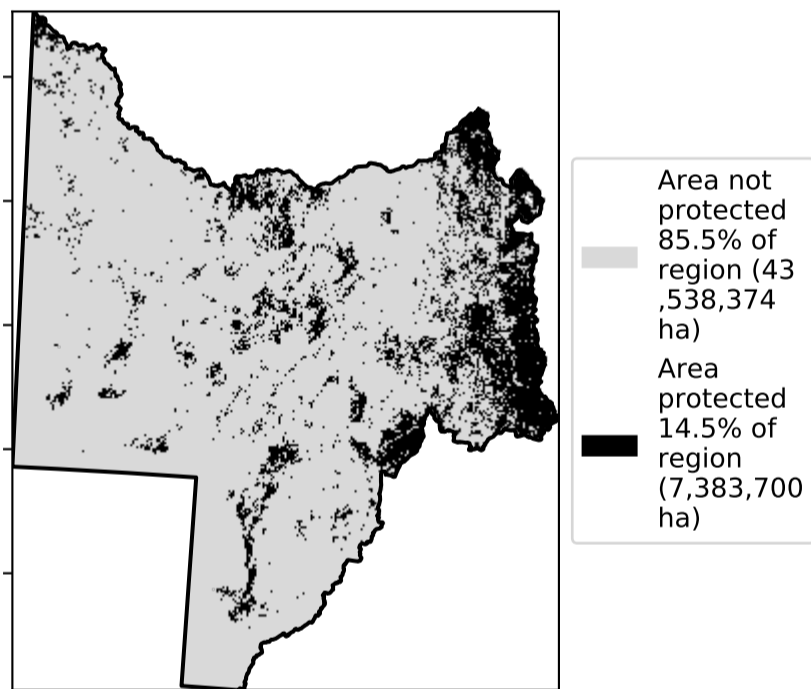 Area not
protected
85.5% of
region (43
,538,374
ha)
Area
protected
14.5% of
region
(7,383,700
ha)